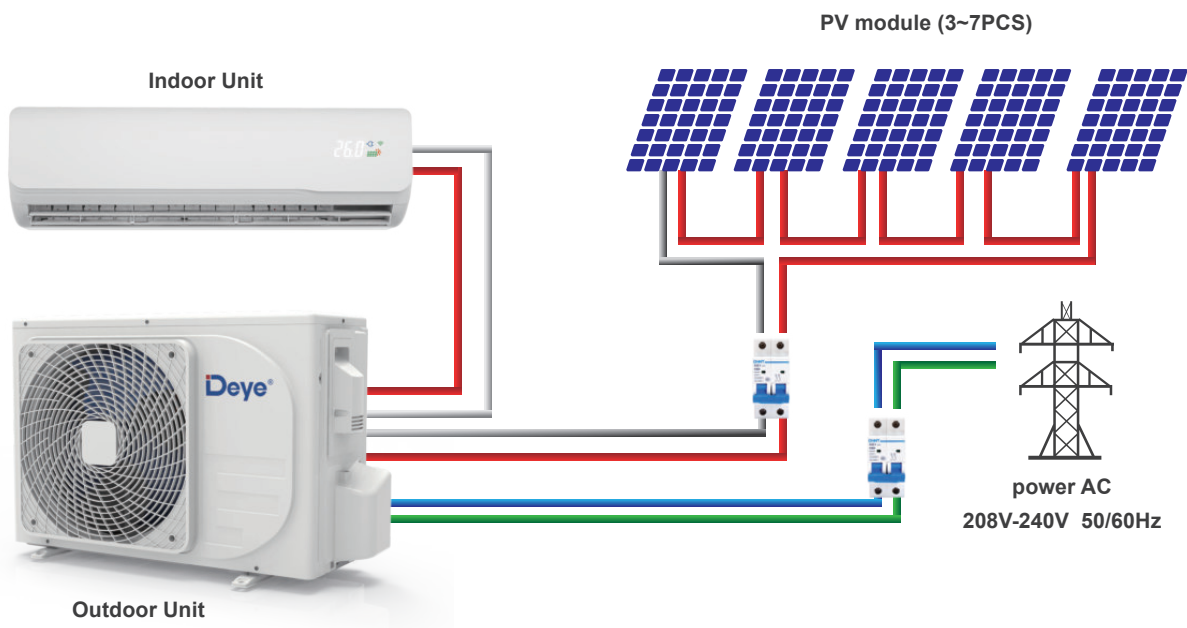 PV module (3~7PCS)
Indoor Unit
26.0
Deye®
power AC
208V-240V 50/60Hz
Outdoor Unit